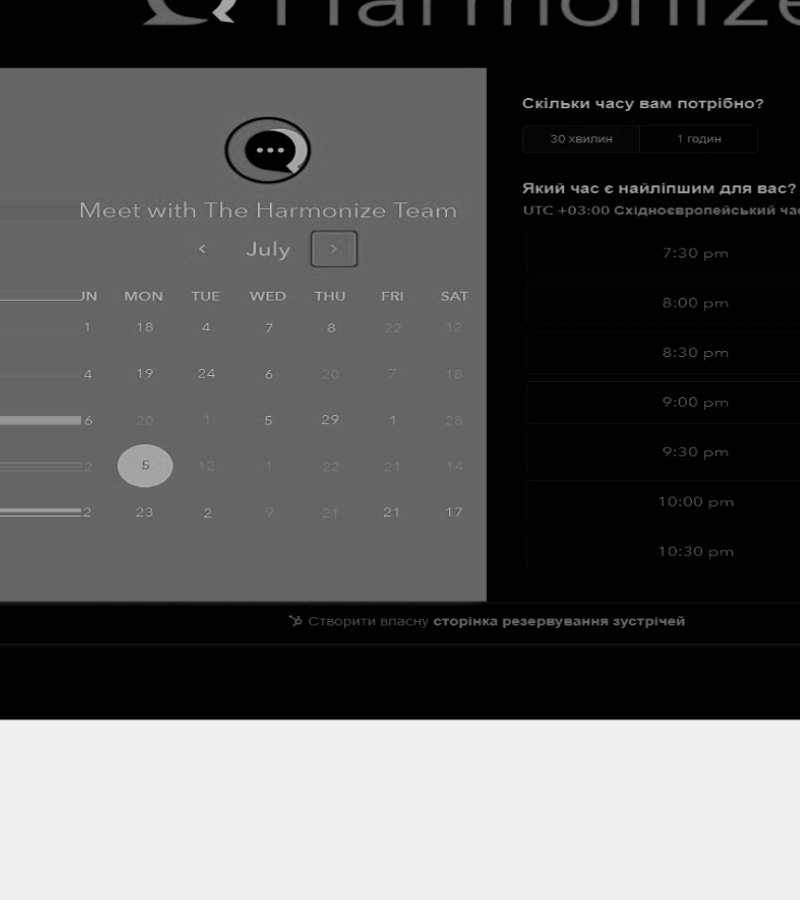 Harmonize
Meet with The Harmonize Team
< July >
UN MON TUE WED THU FRI SAT
1 18 4 7 8 22 12
4 19 24 6 20 7 18
6 20 1 5 29 1 28
2 5 12 1 22 21 14
2 23 2 9 21 21 17
Скільки часу вам потрібно?
30 хвилин 1 годин
Який час є найліпшим для вас?
UTC +03:00 Східноєвропейський час
7:30 pm
8:00 pm
8:30 pm
9:00 pm
9:30 pm
10:00 pm
10:30 pm
Створити власну сторінка резервування зустрічей